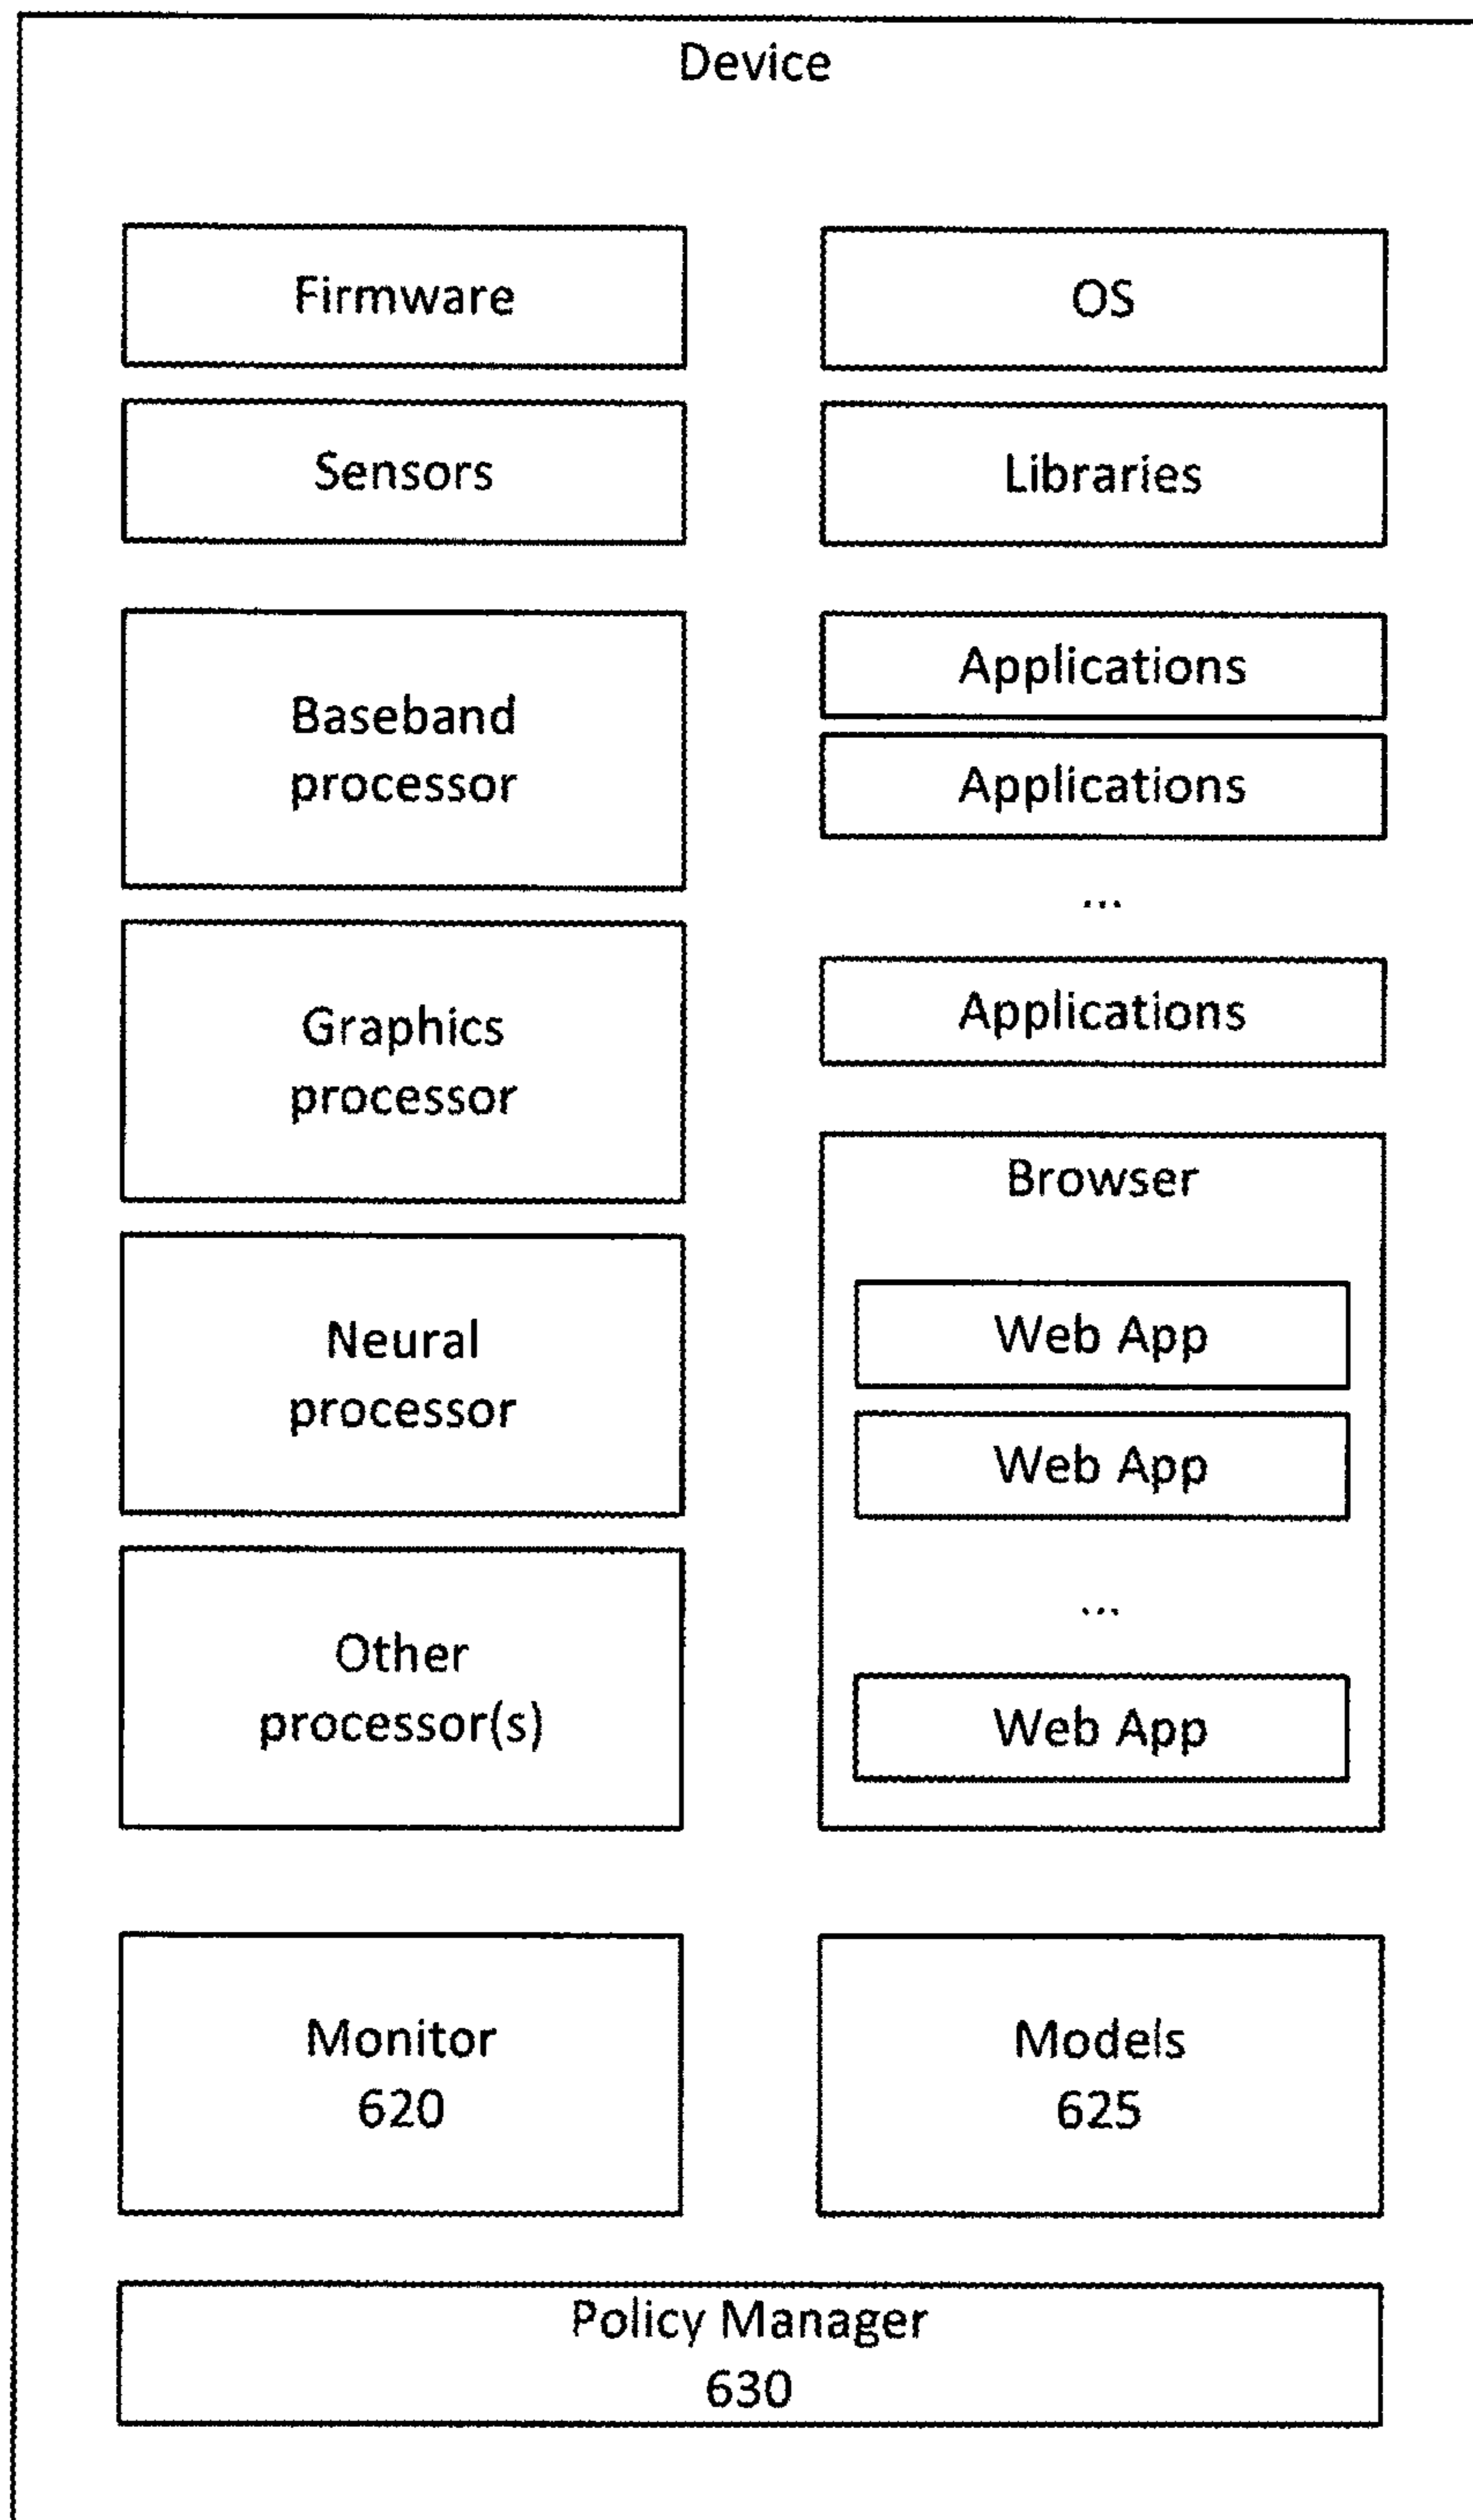 Device
Firmware
OS
Sensors
Libraries
Baseband
processor
Applications
Applications
...
Applications
Graphics
processor
Browser
Web App
Web App
...
Web App
Neural
processor
Other
processor(s)
Monitor
620
Models
625
Policy Manager
630